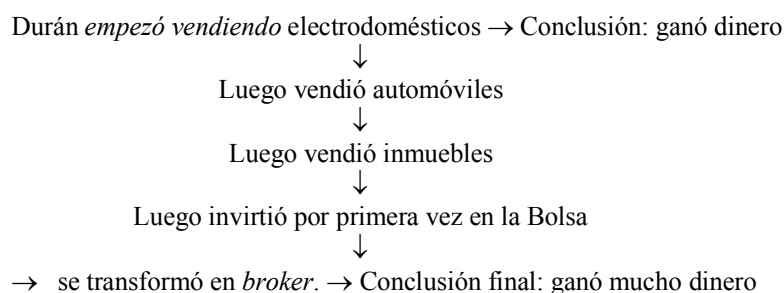 Durán empezó vendiendo electrodomésticos → Conclusión: ganó dinero
↓
Luego vendió automóviles
↓
Luego vendió inmuebles
↓
Luego invirtió por primera vez en la Bolsa
↓
→ se transformó en broker. → Conclusión final: ganó mucho dinero